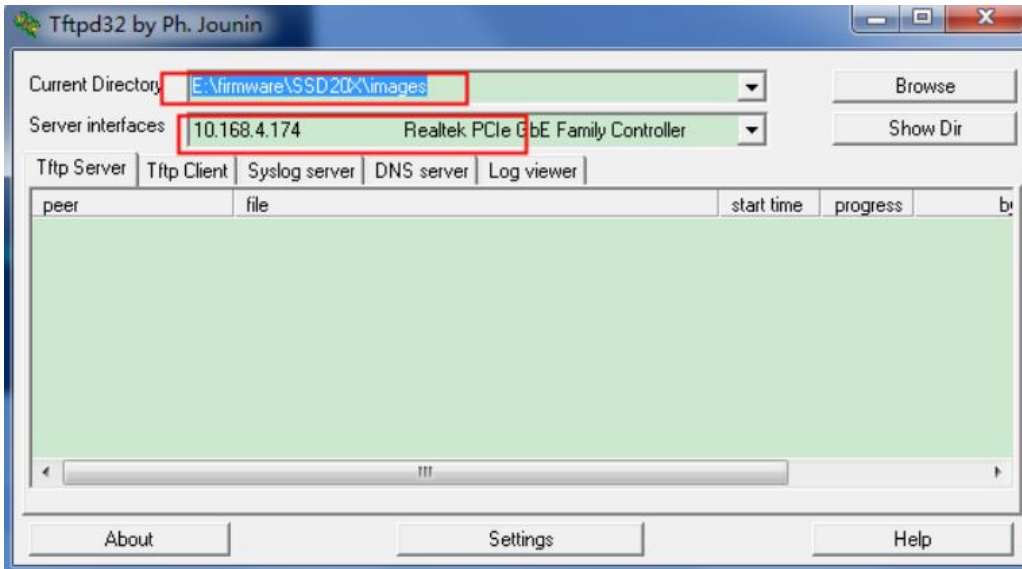 Tftpd32 by Ph. Jounin
Current Directory E:\firmware\SSD20X\images Browse
Server interfaces 10.168.4.174 Realtek PCIe GbE Family Controller Show Dir
Tftp Server Tftp Client Syslog server DNS server Log viewer
peer file start time progress
About Settings Help